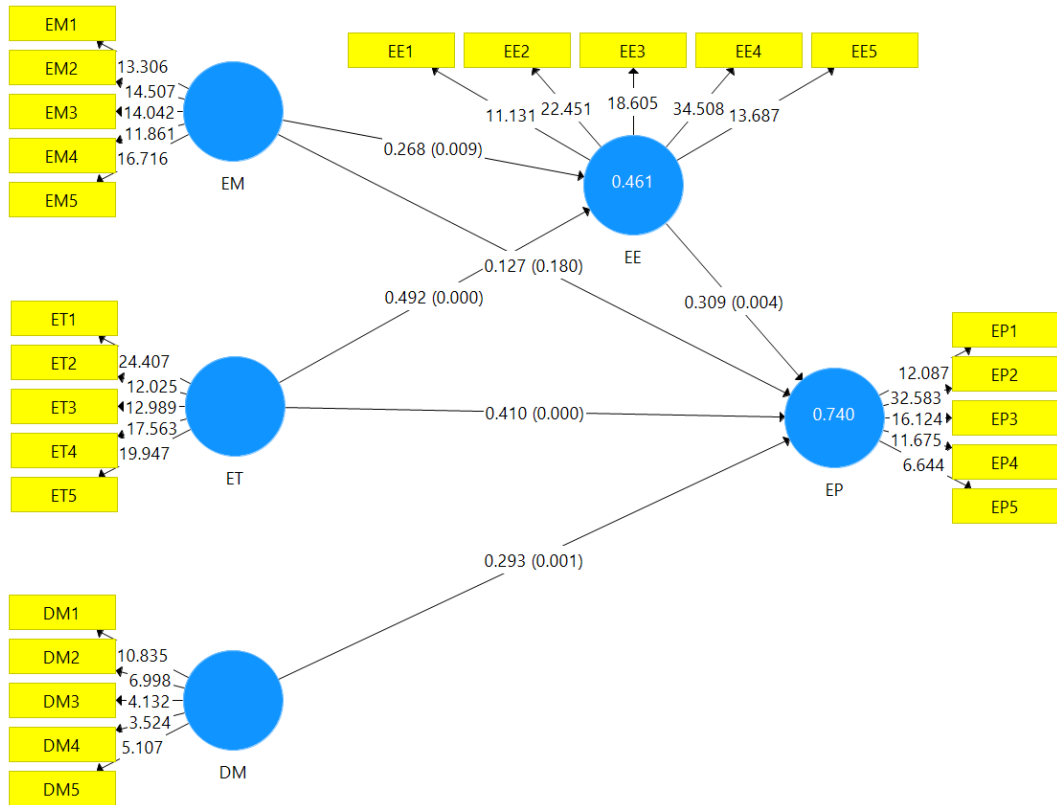 EM1
EM2
EM3
EM4
EM5
13.306
14.507
14.042
11.861
16.716
EM
EE1
EE2
EE3
EE4
EE5
11.131
22.451
18.605
34.508
13.687
0.461
EE
0.268 (0.009)
0.127 (0.180)
0.492 (0.000)
0.309 (0.004)
ET1
ET2
ET3
ET4
ET5
24.407
12.025
12.989
17.563
19.947
ET
0.410 (0.000)
0.740
EP
12.087
32.583
16.124
11.675
6.644
EP1
EP2
EP3
EP4
EP5
0.293 (0.001)
DM1
DM2
DM3
DM4
DM5
10.835
6.998
4.132
3.524
5.107
DM